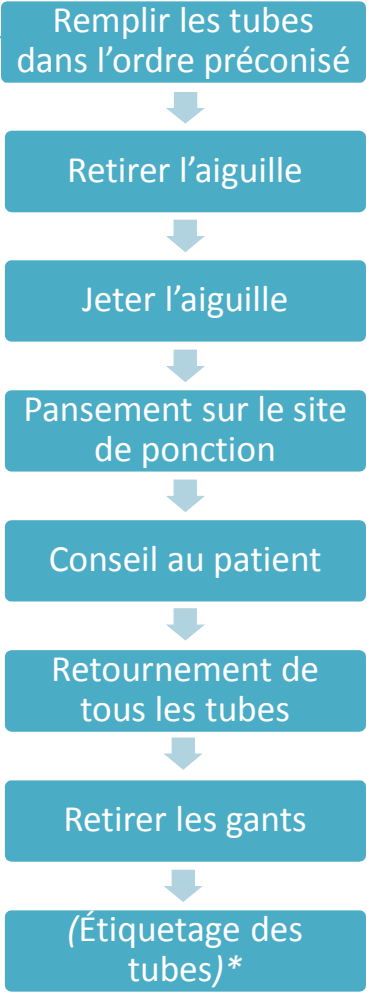 Remplir les tubes
dans l’ordre préconisé
Retirer l’aiguille
Jeter l’aiguille
Pansement sur le site
de ponction
Conseil au patient
Retournement de
tous les tubes
Retirer les gants
(Étiquetage des
tubes)*